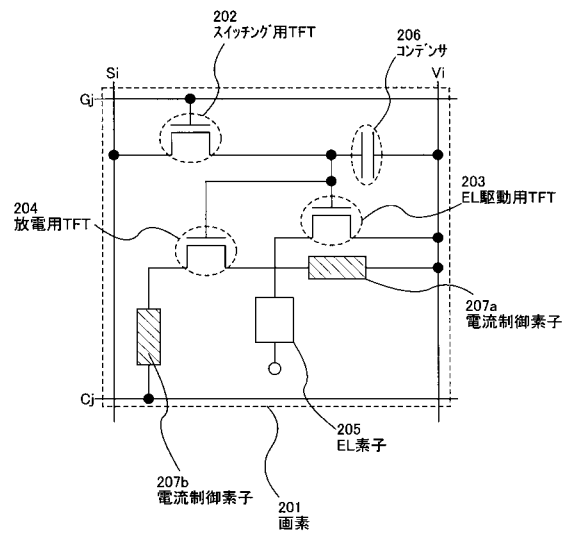 202
スイッチング用TFT
206
コンデンサ
Si
Vi
Gj
203
EL駆動用TFT
204
放電用TFT
207a
電流制御素子
Cj
205
EL素子
207b
電流制御素子
201
画素